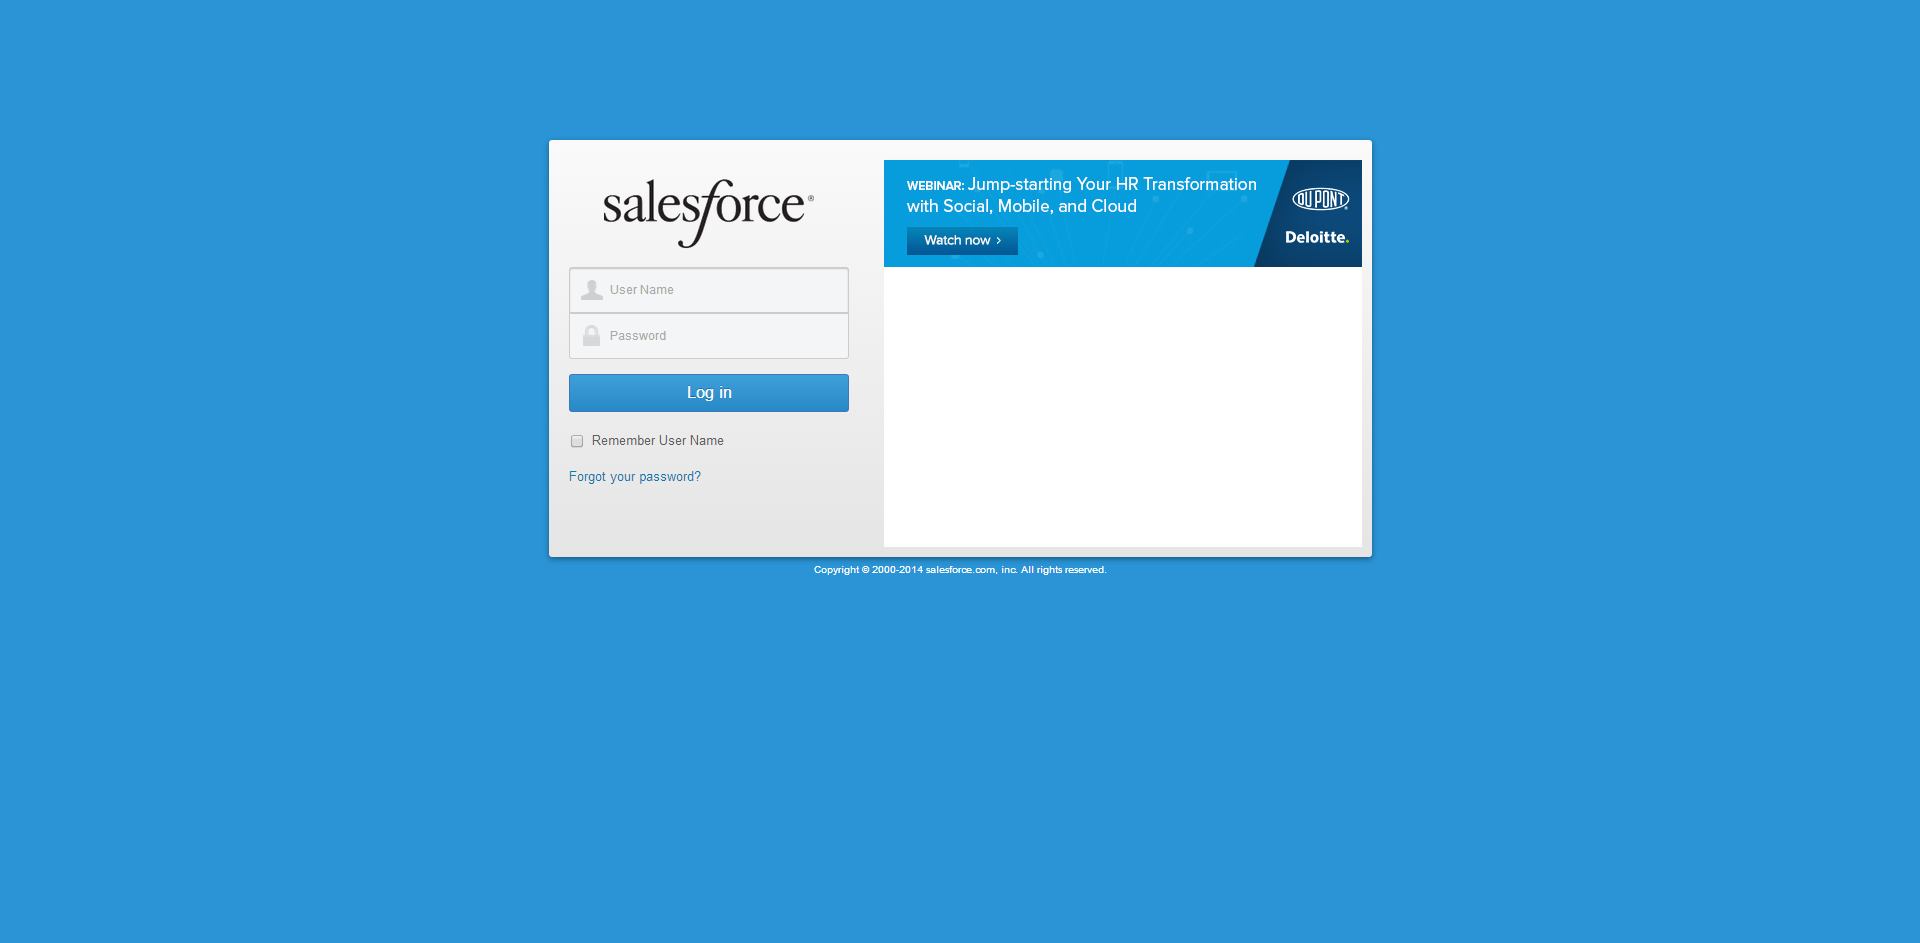 salesforce®
User Name
Password
Log in
Remember User Name
Forgot your password?
WEBINAR: Jump-starting Your HR Transformation
with Social, Mobile, and Cloud
Watch now >
DUPONT®
Deloitte.
Copyright © 2000-2014 salesforce.com, inc. All rights reserved.